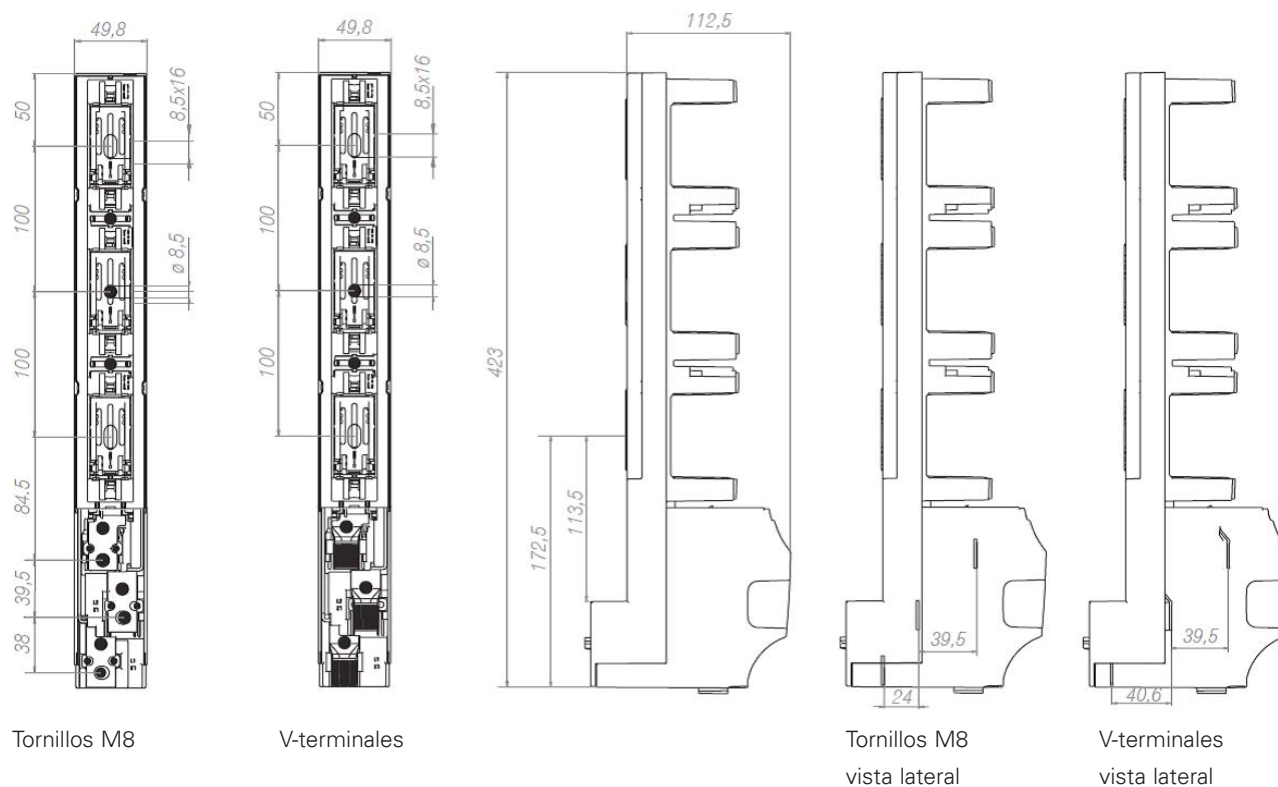 49,8
8,5x16
50
100
ø 8,5
100
84.5
39,5
38
Tornillos M8
49,8
8,5x16
50
100
ø 8,5
100
V-terminales
112,5
423
113,5
172,5
39,5
24
Tornillos M8
vista lateral
39,5
40,6
V-terminales
vista lateral